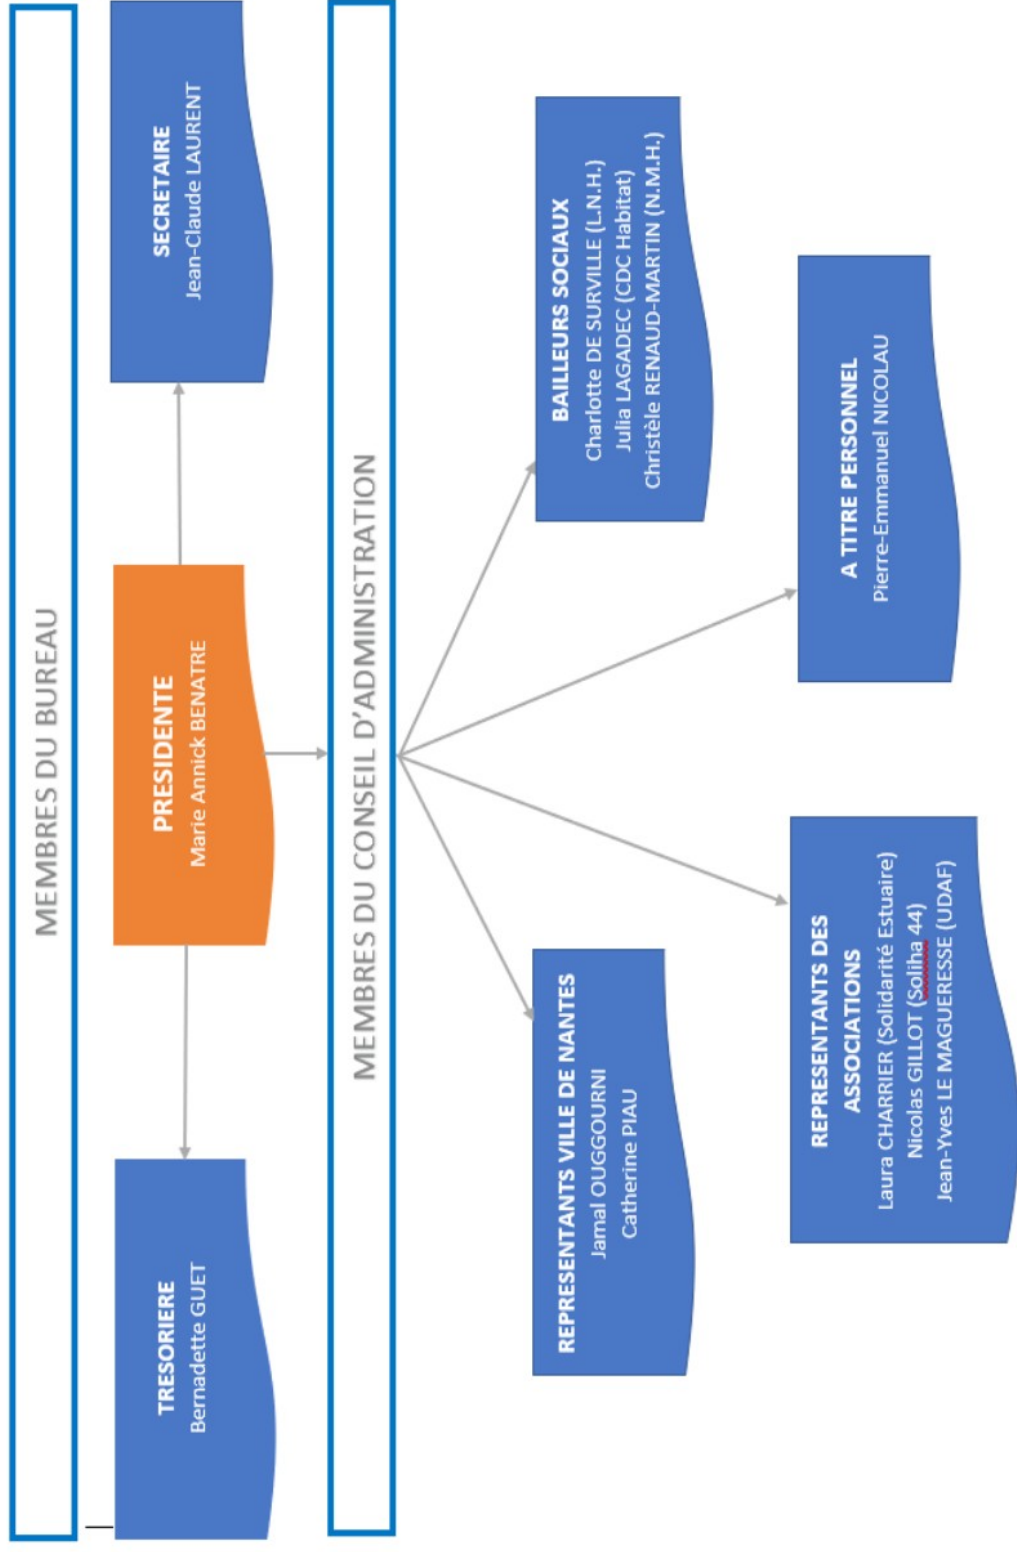 MEMBRES DU BUREAU
TRESORIERE
Bernadette GUET
PRESIDENTE
Marie Annick BENATRE
SECRETAIRE
Jean-Claude LAURENT
MEMBRES DU CONSEIL D'ADMINISTRATION
REPRESENTANTS VILLE DE NANTES
Jamal OUGGOURNI
Catherine PIAU
BAILLEURS SOCIAUX
Charlotte DE SURVILLE (L.N.H.)
Julia LAGADEC (CDC Habitat)
Christèle RENAUD-MARTIN (N.M.H.)
REPRESENTANTS DES
ASSOCIATIONS
Laura CHARRIER (Solidarité Estuaire)
Nicolas GILLOT (Soliha 44)
Jean-Yves LE MAGUERESSE (UDAF)
A TITRE PERSONNEL
Pierre-Emmanuel NICOLAU